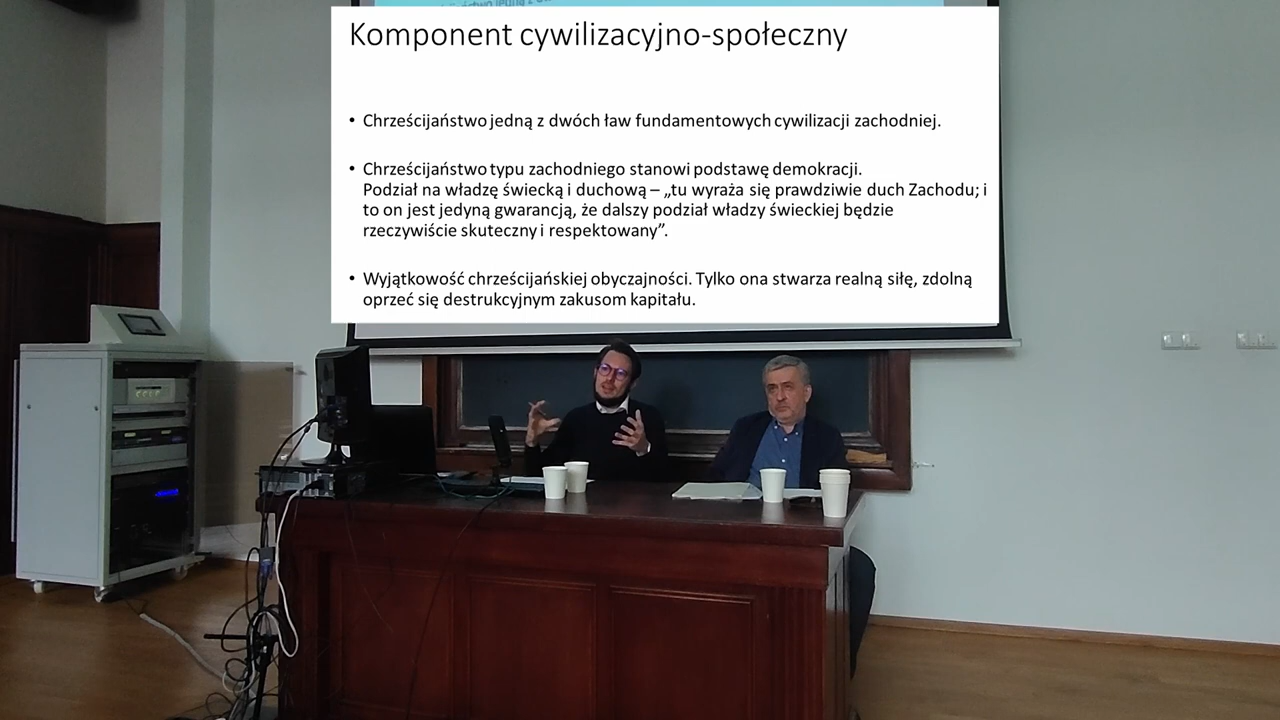 Komponent cywilizacyjno-społeczny
• Chrześcijaństwo jedną z dwóch ław fundamentowych cywilizacji zachodniej.
• Chrześcijaństwo typu zachodniego stanowi podstawę demokracji.
Podział na władzę świecką i duchową – „tu wyraża się prawdziwie duch Zachodu; i
to on jest jedyną gwarancją, że dalszy podział władzy świeckiej będzie
rzeczywiście skuteczny i respektowany”.
• Wyjątkowość chrześcijańskiej obyczajności. Tylko ona stwarza realną siłę, zdolną
oprzeć się destrukcyjnym zakusom kapitału.